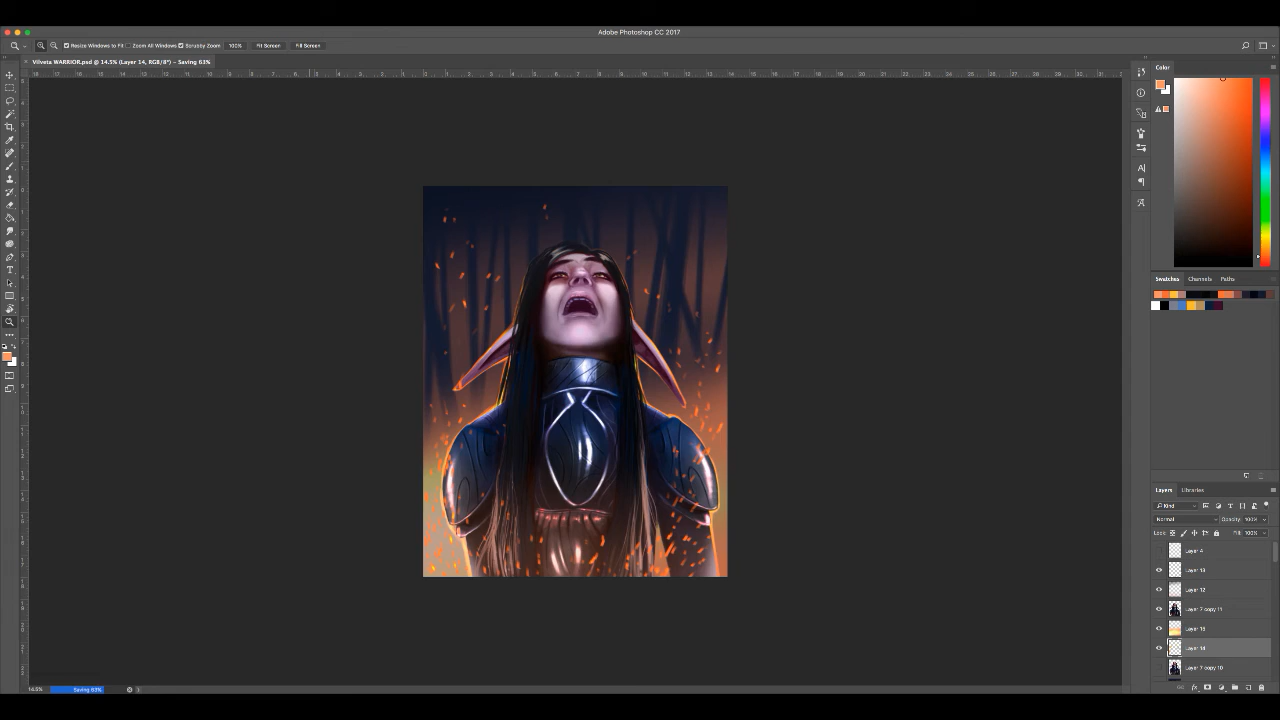 Adobe Photoshop CC 2017
Resize Windows to Fit Zoom All Windows Scrubby Zoom 100% Fit Screen Fill Screen
Vilveta WARRIOR.psd @ 14.5% (Layer 14, RGB/8*) – Saving 63%
Color
Swatches Channels Paths
Layers Libraries
Kind
Normal Opacity: 100%
Lock: Fill: 100%
Layer 4
Layer 13
Layer 12
Layer 7 copy 11
Layer 15
Layer 14
Layer 7 copy 10
14.5% Saving 63%